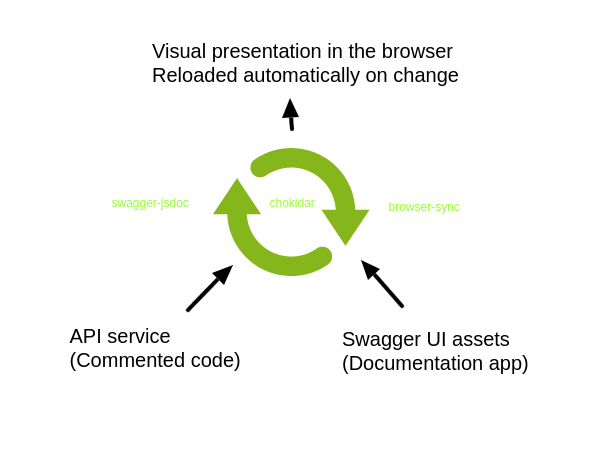 Visual presentation in the browser
Reloaded automatically on change
swagger-jsdoc
chokidar
browser-sync
API service
(Commented code)
Swagger UI assets
(Documentation app)